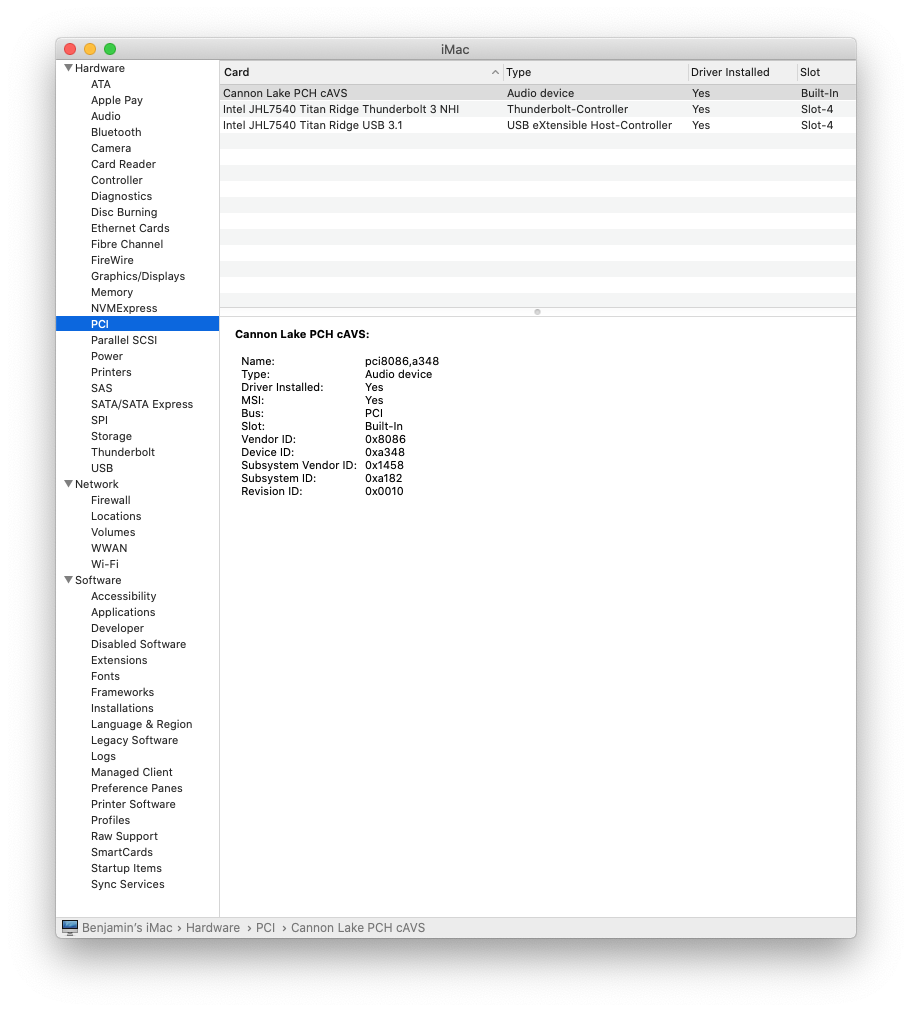 iMac
Hardware
ATA
Apple Pay
Audio
Bluetooth
Camera
Card Reader
Controller
Diagnostics
Disc Burning
Ethernet Cards
Fibre Channel
FireWire
Graphics/Displays
Memory
NVMExpress
PCI
Parallel SCSI
Power
Printers
SAS
SATA/SATA Express
SPI
Storage
Thunderbolt
USB
Network
Firewall
Locations
Volumes
WWAN
Wi-Fi
Software
Accessibility
Applications
Developer
Disabled Software
Extensions
Fonts
Frameworks
Installations
Language & Region
Legacy Software
Logs
Managed Client
Preference Panes
Printer Software
Profiles
Raw Support
SmartCards
Startup Items
Sync Services
Card Type Driver Installed Slot
Cannon Lake PCH cAVS Audio device Yes Built-In
Intel JHL7540 Titan Ridge Thunderbolt 3 NHI Thunderbolt-Controller Yes Slot-4
Intel JHL7540 Titan Ridge USB 3.1 USB eXtensible Host-Controller Yes Slot-4
Cannon Lake PCH cAVS:
Name: pci8086,a348
Type: Audio device
Driver Installed: Yes
MSI: Yes
Bus: PCI
Slot: Built-In
Vendor ID: 0x8086
Device ID: 0xa348
Subsystem Vendor ID: 0x1458
Subsystem ID: 0xa182
Revision ID: 0x0010
Benjamin's iMac › Hardware › PCI › Cannon Lake PCH cAVS